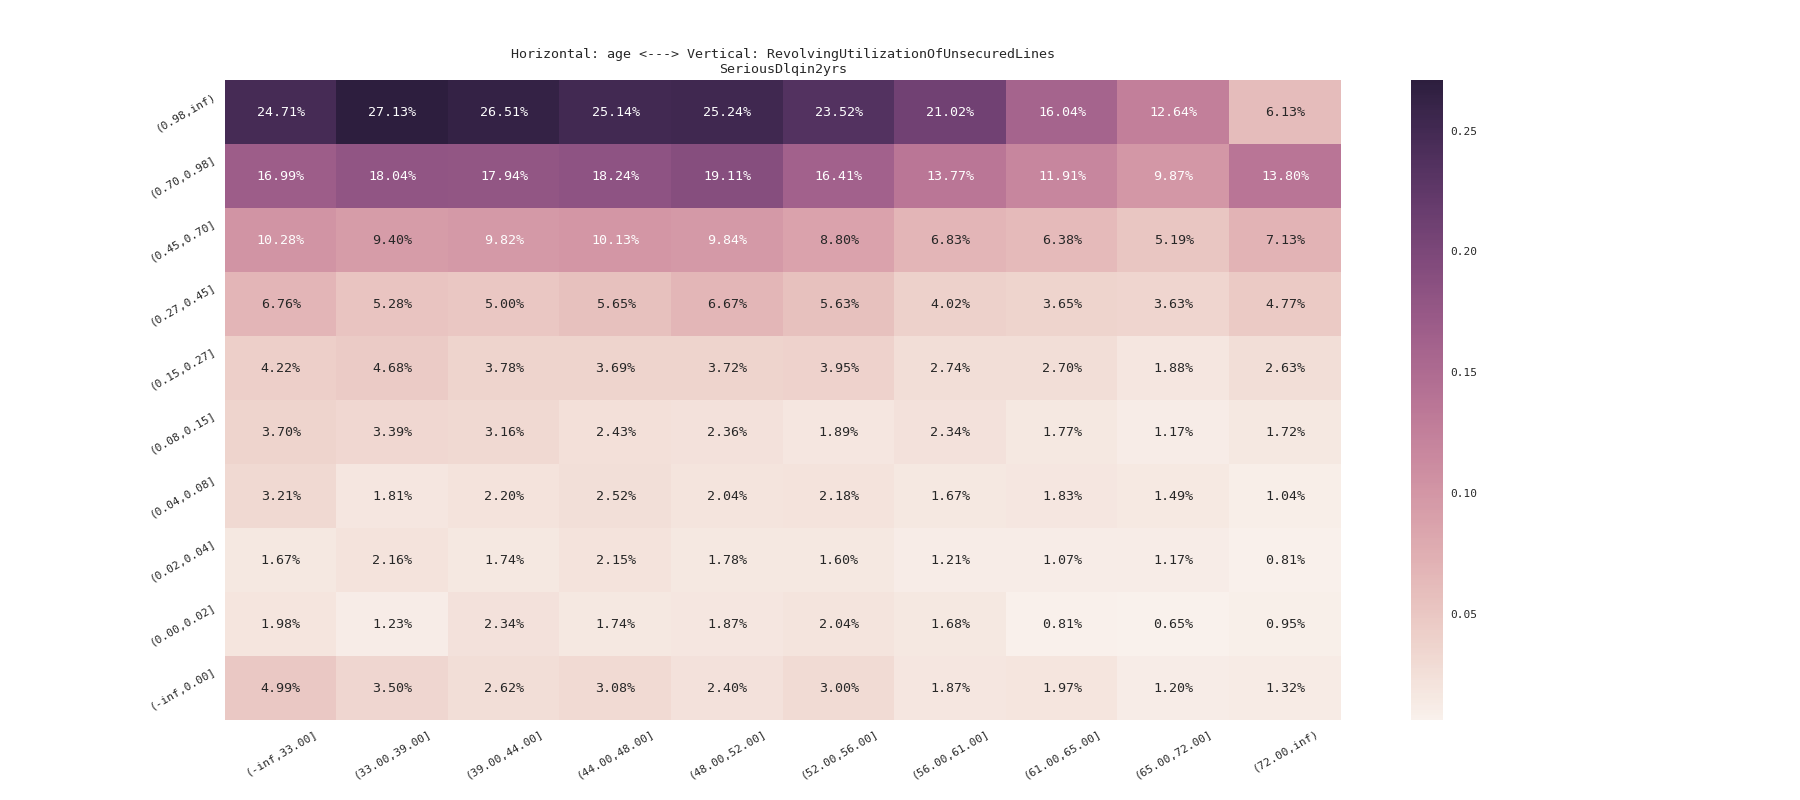 Horizontal: age <---> Vertical: RevolvingUtilizationOfUnsecuredLines
SeriousDlqin2yrs
(0.98,inf) 24.71% 27.13% 26.51% 25.14% 25.24% 23.52% 21.02% 16.04% 12.64% 6.13%
(0.70,0.98] 16.99% 18.04% 17.94% 18.24% 19.11% 16.41% 13.77% 11.91% 9.87% 13.80%
(0.45,0.70] 10.28% 9.40% 9.82% 10.13% 9.84% 8.80% 6.83% 6.38% 5.19% 7.13%
(0.27,0.45] 6.76% 5.28% 5.00% 5.65% 6.67% 5.63% 4.02% 3.65% 3.63% 4.77%
(0.15,0.27] 4.22% 4.68% 3.78% 3.69% 3.72% 3.95% 2.74% 2.70% 1.88% 2.63%
(0.08,0.15] 3.70% 3.39% 3.16% 2.43% 2.36% 1.89% 2.34% 1.77% 1.17% 1.72%
(0.04,0.08] 3.21% 1.81% 2.20% 2.52% 2.04% 2.18% 1.67% 1.83% 1.49% 1.04%
(0.02,0.04] 1.67% 2.16% 1.74% 2.15% 1.78% 1.60% 1.21% 1.07% 1.17% 0.81%
(0.00,0.02] 1.98% 1.23% 2.34% 1.74% 1.87% 2.04% 1.68% 0.81% 0.65% 0.95%
(-inf,0.00] 4.99% 3.50% 2.62% 3.08% 2.40% 3.00% 1.87% 1.97% 1.20% 1.32%
(-inf,33.00] (33.00,39.00] (39.00,44.00] (44.00,48.00] (48.00,52.00] (52.00,56.00] (56.00,61.00] (61.00,65.00] (65.00,72.00] (72.00,inf)
0.25
0.20
0.15
0.10
0.05